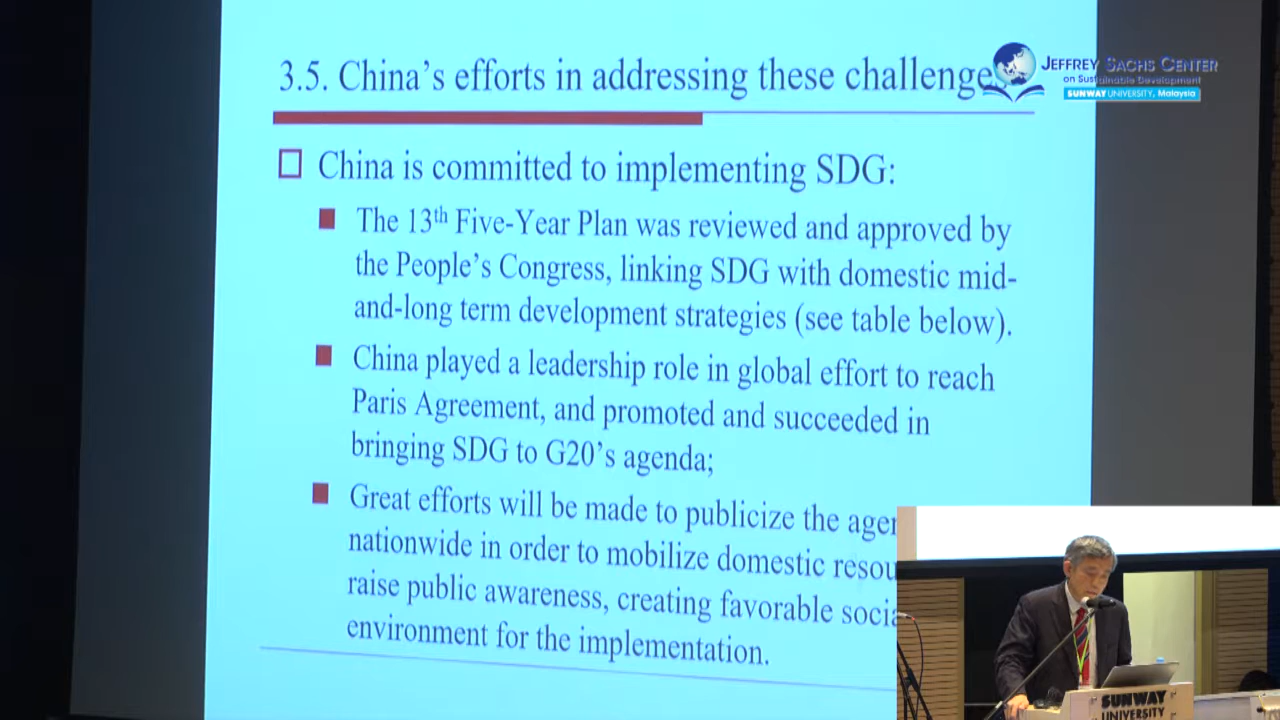 3.5. China's efforts in addressing these challenge
JEFFREY SACHS CENTER
on Sustainable Development
SUNWAY UNIVERSITY, Malaysia
China is committed to implementing SDG:
The 13th Five-Year Plan was reviewed and approved by
the People's Congress, linking SDG with domestic mid-
and-long term development strategies (see table below).
China played a leadership role in global effort to reach
Paris Agreement, and promoted and succeeded in
bringing SDG to G20's agenda;
Great efforts will be made to publicize the agen
nationwide in order to mobilize domestic resou
raise public awareness, creating favorable socia
environment for the implementation.
SUNWAY
UNIVERSITY